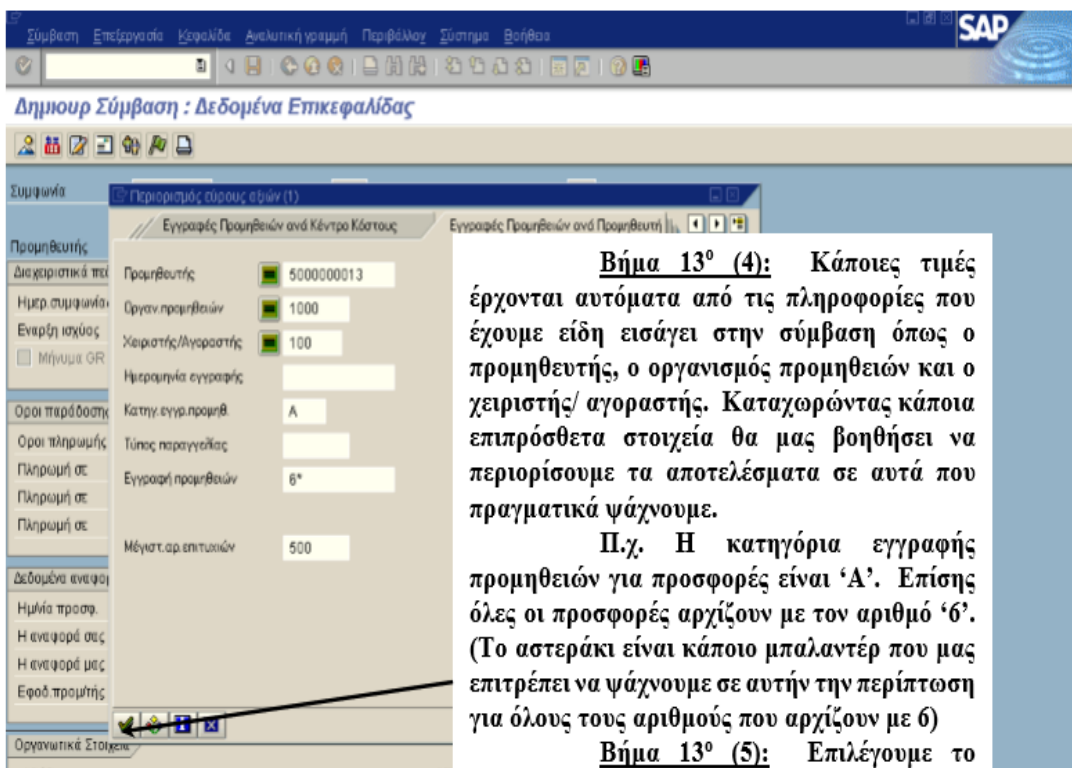 Σύμβαση Επεξεργασία Κεφαλίδα Αναλυτική γραμμή Περιβάλλον Σύστημα Βοήθεια
SAP
Δημιουρ Σύμβαση : Δεδομένα Επικεφαλίδας
Συμφωνία
Περιορισμός εύρους αξιών (1)
Εγγραφές Προμηθειών ανά Κέντρο Κόστους
Εγγραφές Προμηθειών ανά Προμηθευτή
Προμηθευτής
Διαχειριστικά πεί
Ημερ.συμφωνία
Εναρξη ισχύος
Μήνυμα GR
Οροι παράδοσης
Οροι πληρωμής
Πληρωμή σε
Πληρωμή σε
Πληρωμή σε
Δεδομένα αναφορ
Ημ/νία προσφ.
Η αναφορά σας
Η αναφορά μας
Εφοδ.προμ/τής
Οργανωτικά Στοιχεία
Προμηθευτής 5000000013
Οργαν.προμηθειών 1000
Χειριστής/Αγοραστής 100
Ημερομηνία εγγραφής
Κατηγ.εγγρ.προμηθ. A
Τύπος παραγγελίας
Εγγραφή προμηθειών 6*
Μέγιστ.αρ.επιτυχιών 500
Βήμα 13º (4): Κάποιες τιμές
έρχονται αυτόματα από τις πληροφορίες που
έχουμε είδη εισάγει στην σύμβαση όπως ο
προμηθευτής, ο οργανισμός προμηθειών και ο
χειριστής/ αγοραστής. Καταχωρώντας κάποια
επιπρόσθετα στοιχεία θα μας βοηθήσει να
περιορίσουμε τα αποτελέσματα σε αυτά που
πραγματικά ψάχνουμε.
Π.χ. Η κατηγόρια εγγραφής
προμηθειών για προσφορές είναι ‘Α’. Επίσης
όλες οι προσφορές αρχίζουν με τον αριθμό ‘6’.
(Το αστεράκι είναι κάποιο μπαλαντέρ που μας
επιτρέπει να ψάχνουμε σε αυτήν την περίπτωση
για όλους τους αριθμούς που αρχίζουν με 6)
Βήμα 13º (5): Επιλέγουμε το